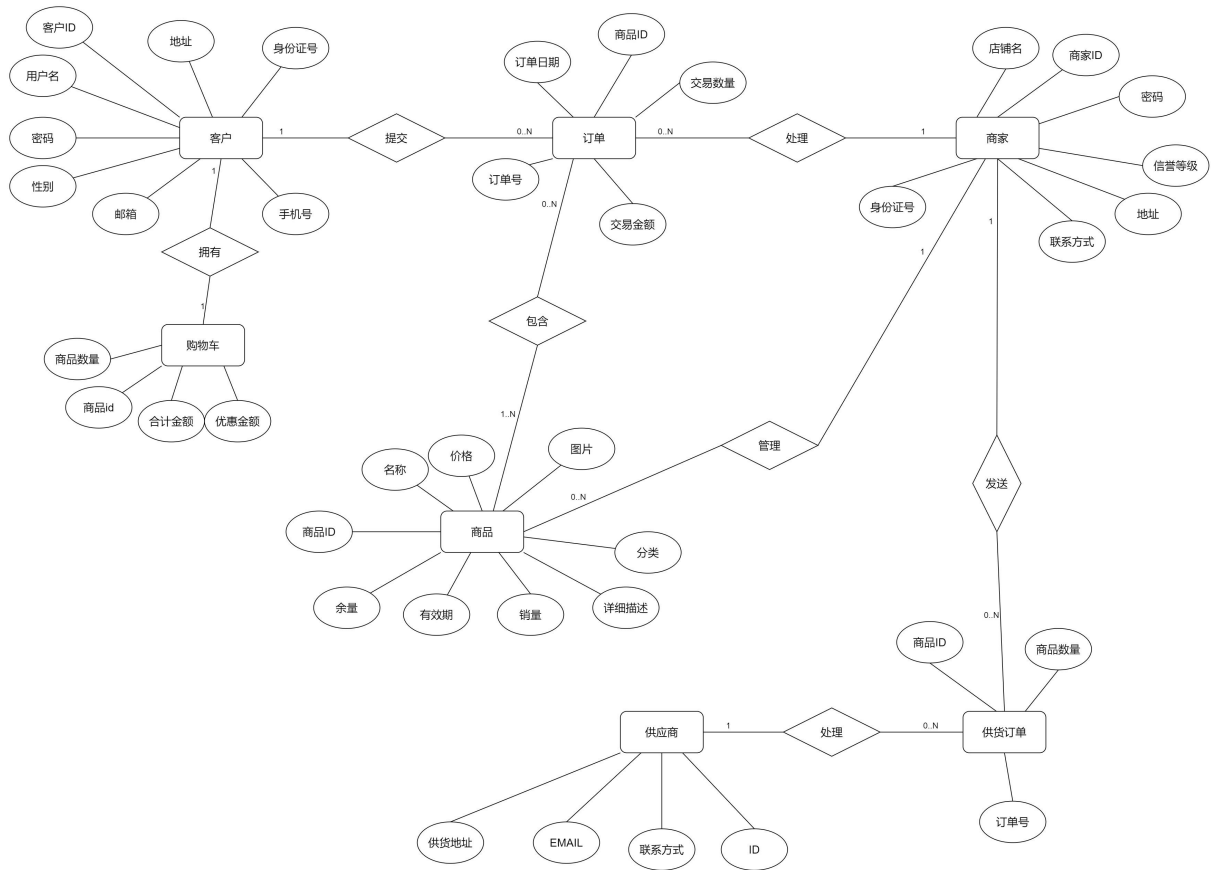 客户ID
地址
身份证号
用户名
密码
客户
性别
邮箱
手机号
1
提交
0..N
1
拥有
1
购物车
商品数量
商品id
合计金额
优惠金额
商品ID
订单日期
交易数量
订单
订单号
交易金额
0..N
处理
1
0..N
包含
1..N
店铺名
商家ID
密码
商家
信誉等级
身份证号
地址
联系方式
1
1
管理
0..N
发送
0..N
名称
价格
图片
商品ID
商品
分类
余量
有效期
销量
详细描述
商品ID
商品数量
供应商
1
处理
0..N
供货订单
订单号
供货地址
EMAIL
联系方式
ID